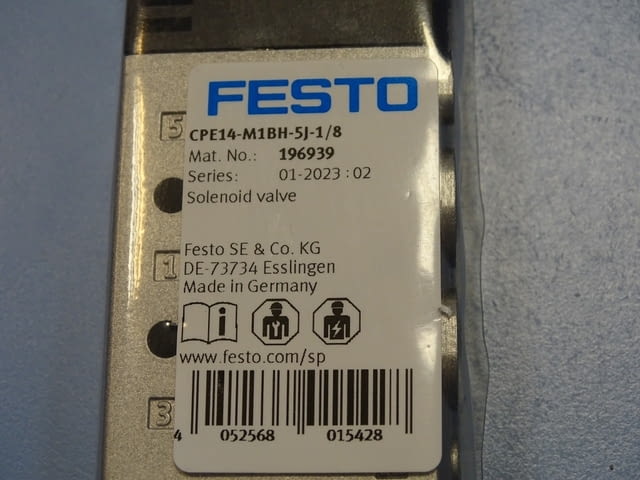 FESTO
5
CPE14-M1BH-5J-1/8
Mat. No.: 196939
Series: 01-2023 : 02
Solenoid valve
Festo SE & Co. KG
1
DE-73734 Esslingen
Made in Germany
www.festo.com/sp
3
4 052568 015428